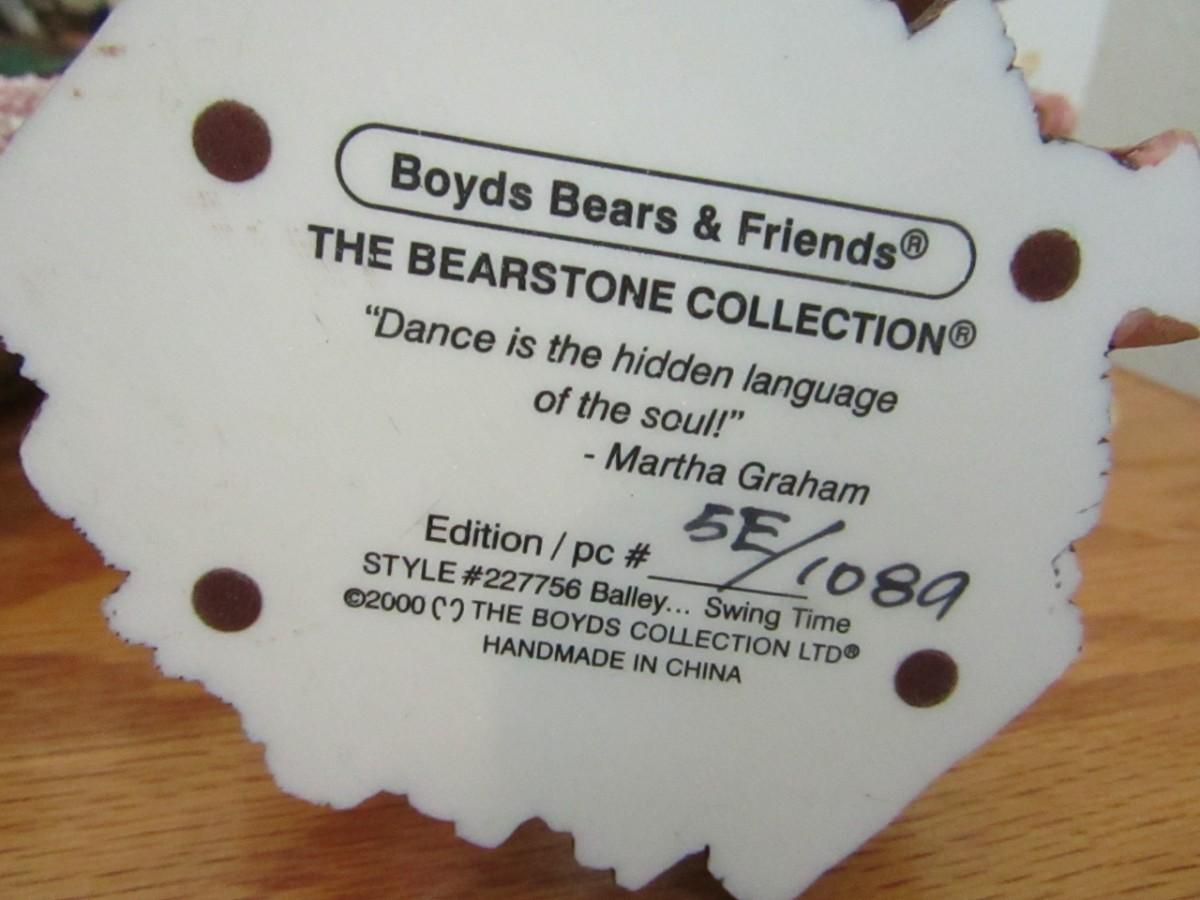 Boyds Bears & Friends®
THE BEARSTONE COLLECTION®
“Dance is the hidden language
of the soul!”
- Martha Graham
Edition / pc # 5E/1089
STYLE #227756 Balley... Swing Time
©2000 (‛’) THE BOYDS COLLECTION LTD®
HANDMADE IN CHINA